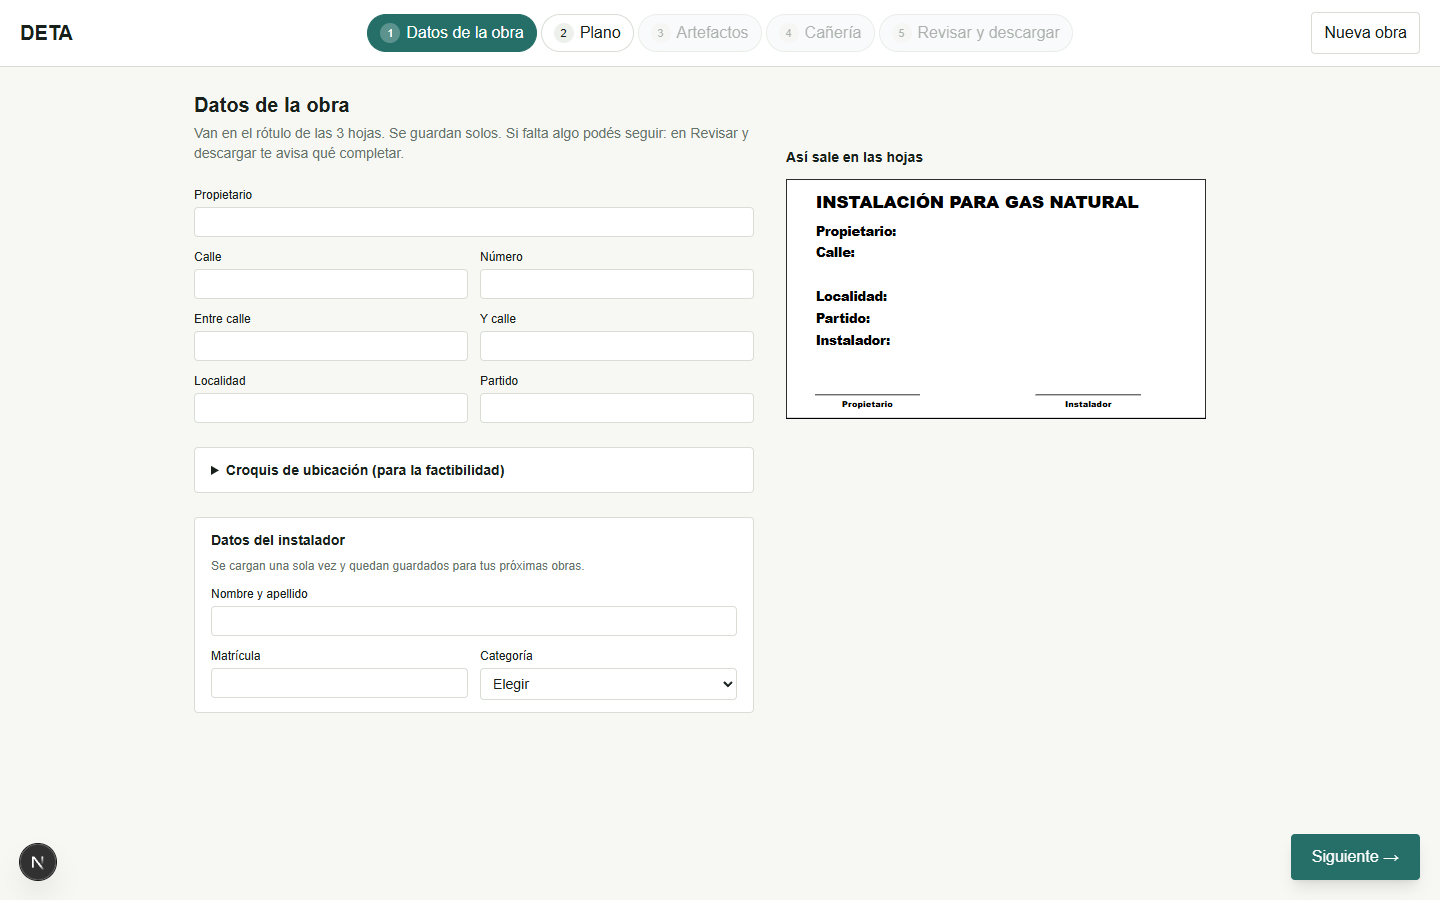 DETA
1 Datos de la obra
2 Plano
3 Artefactos
4 Cañería
5 Revisar y descargar
Nueva obra
Datos de la obra
Van en el rótulo de las 3 hojas. Se guardan solos. Si falta algo podés seguir: en Revisar y
descargar te avisa qué completar.
Propietario
Calle
Número
Entre calle
Y calle
Localidad
Partido
Croquis de ubicación (para la factibilidad)
Datos del instalador
Se cargan una sola vez y quedan guardados para tus próximas obras.
Nombre y apellido
Matrícula
Categoría
Elegir
Así sale en las hojas
INSTALACIÓN PARA GAS NATURAL
Propietario:
Calle:
Localidad:
Partido:
Instalador:
Propietario
Instalador
N
Siguiente →